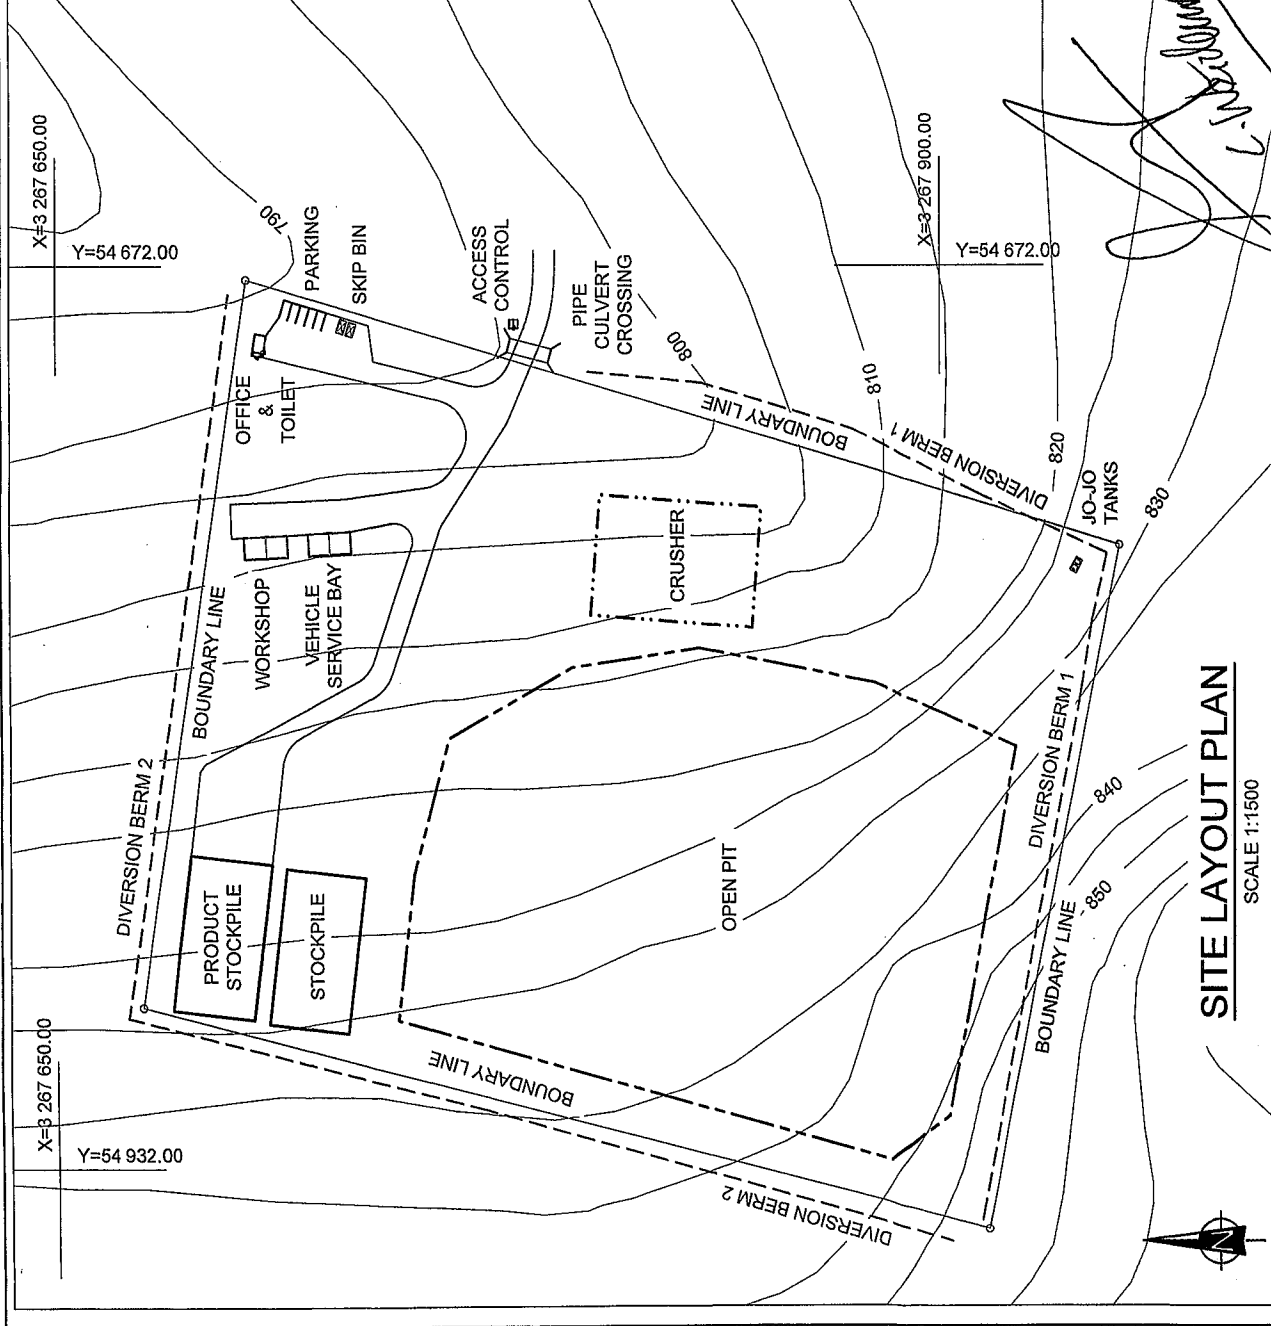 X=3 267 650.00
Y=54 672.00
790
PARKING
SKIP BIN
ACCESS
CONTROL
PIPE
CULVERT
CROSSING
800
X=3 267 900.00
Y=54 672.00
810
820
830
JO-JO
TANKS
OFFICE
&
TOILET
BOUNDARY LINE
DIVERSION BERM 1
CRUSHER
WORKSHOP
VEHICLE
SERVICE BAY
BOUNDARY LINE
DIVERSION BERM 2
PRODUCT
STOCKPILE
STOCKPILE
OPEN PIT
DIVERSION BERM 1
BOUNDARY LINE
840
850
BOUNDARY LINE
DIVERSION BERM 2
X=3 267 650.00
Y=54 932.00
N
SITE LAYOUT PLAN
SCALE 1:1500